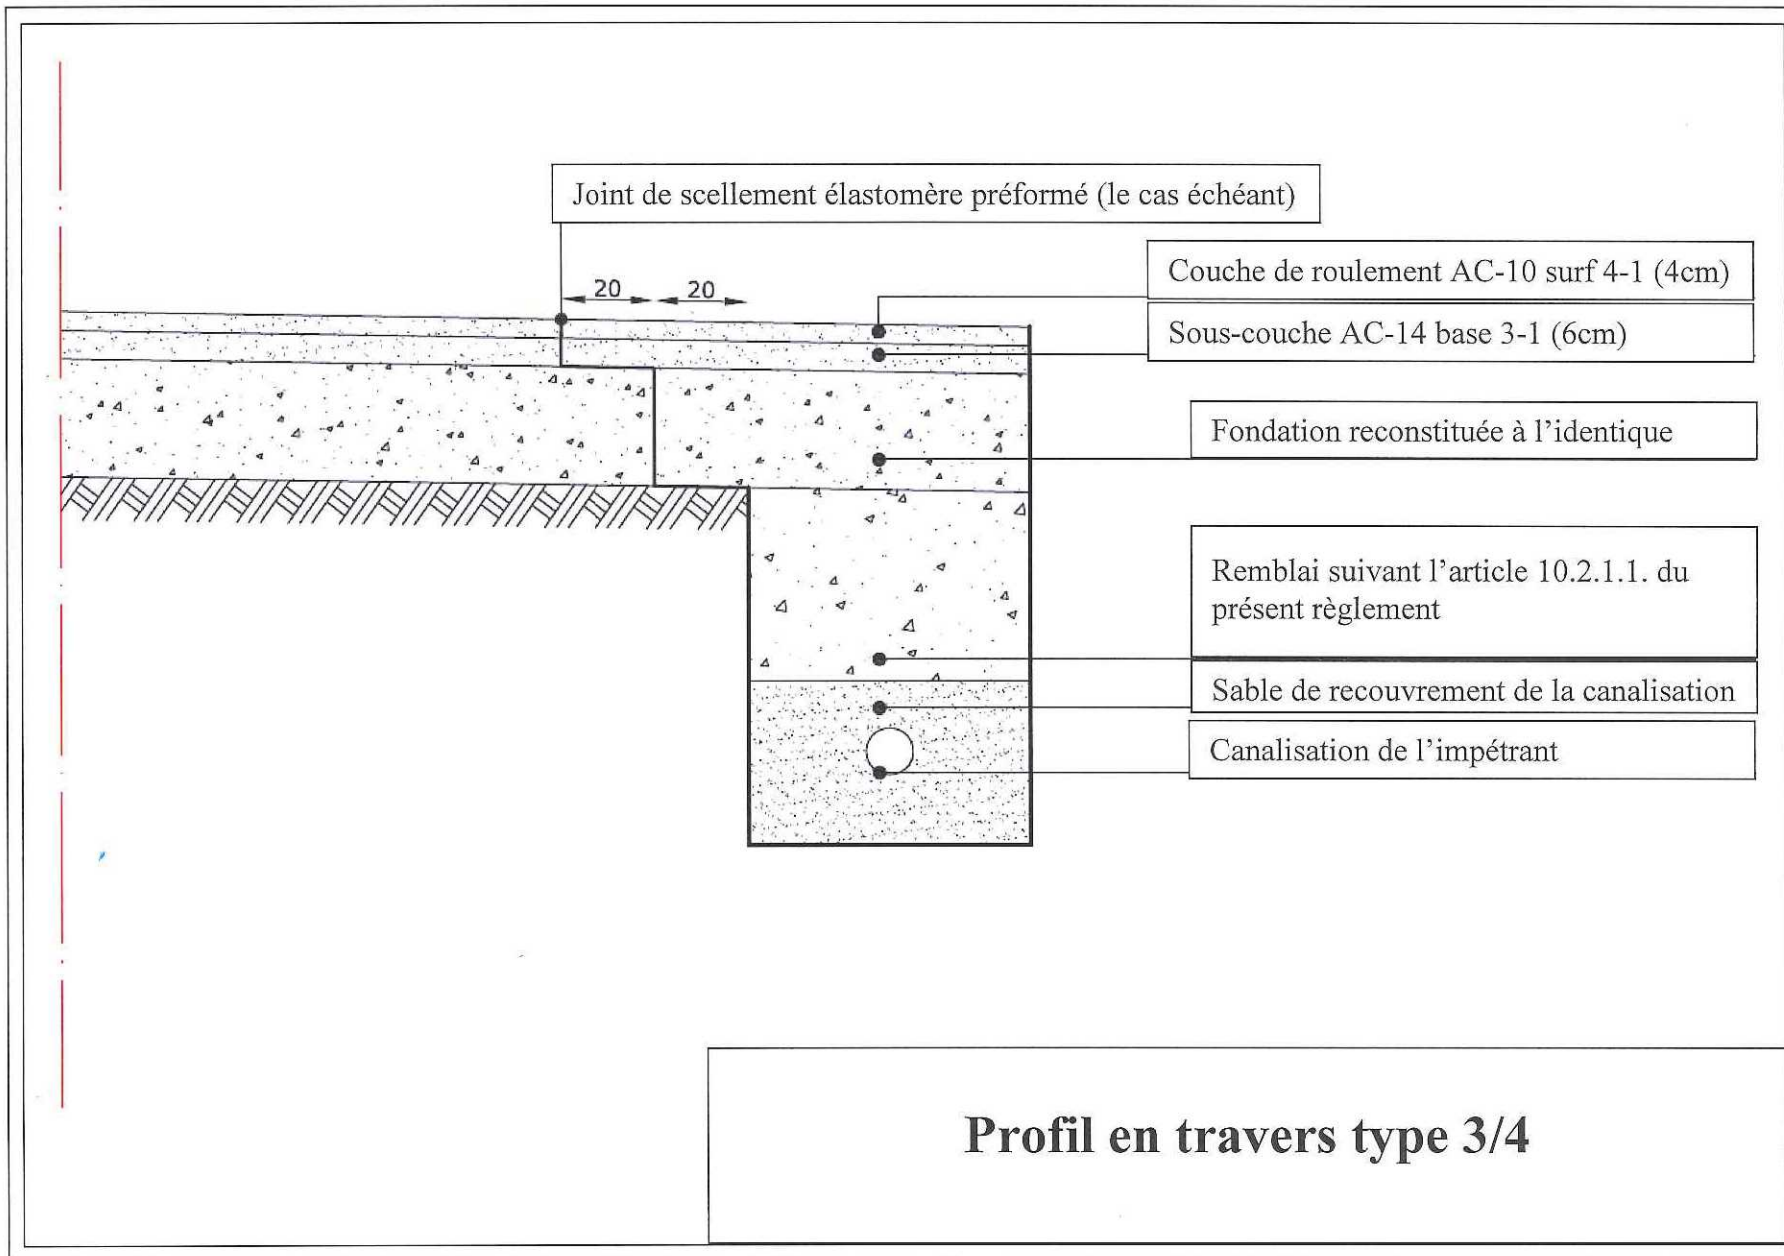 Joint de scellement élastomère préformé (le cas échéant)
20
20
Couche de roulement AC-10 surf 4-1 (4cm)
Sous-couche AC-14 base 3-1 (6cm)
Fondation reconstituée à l’identique
Remblai suivant l’article 10.2.1.1. du
présent règlement
Sable de recouvrement de la canalisation
Canalisation de l’impétrant
Profil en travers type 3/4